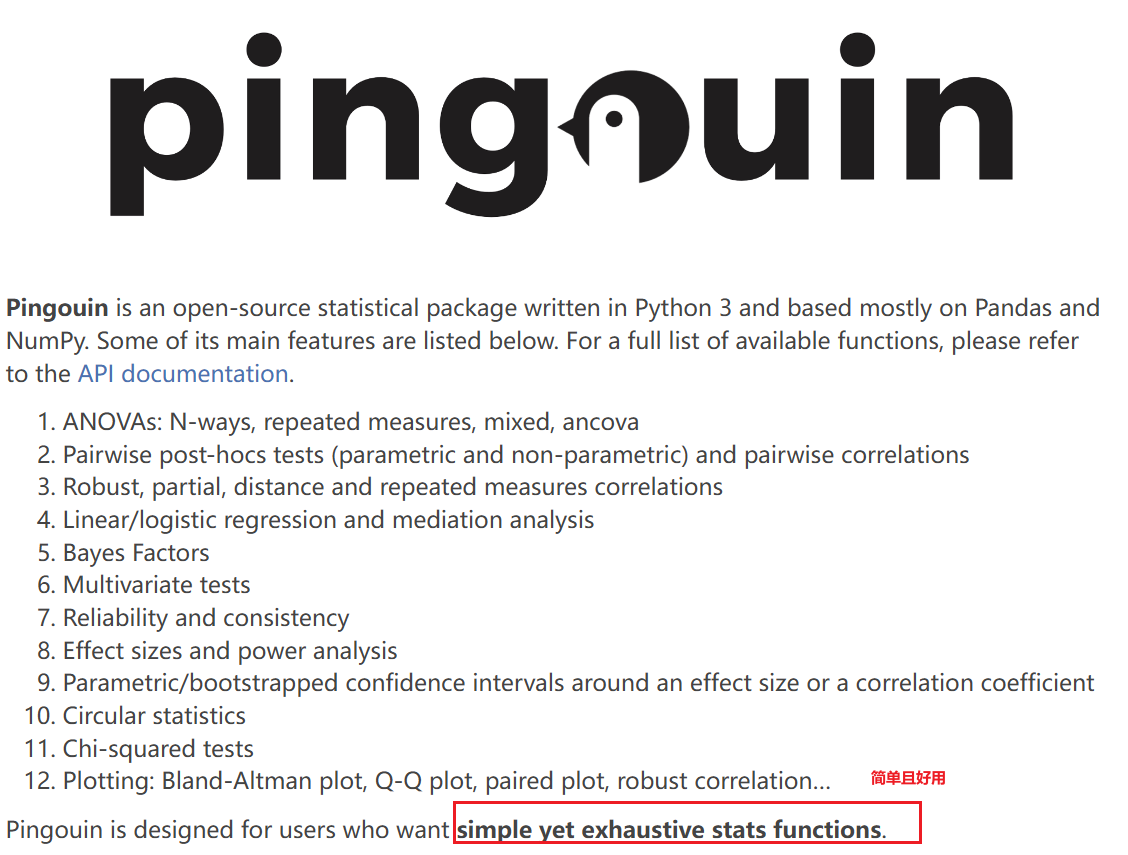 pingouin
Pingouin is an open-source statistical package written in Python 3 and based mostly on Pandas and
NumPy. Some of its main features are listed below. For a full list of available functions, please refer
to the API documentation.
1. ANOVAs: N-ways, repeated measures, mixed, ancova
2. Pairwise post-hocs tests (parametric and non-parametric) and pairwise correlations
3. Robust, partial, distance and repeated measures correlations
4. Linear/logistic regression and mediation analysis
5. Bayes Factors
6. Multivariate tests
7. Reliability and consistency
8. Effect sizes and power analysis
9. Parametric/bootstrapped confidence intervals around an effect size or a correlation coefficient
10. Circular statistics
11. Chi-squared tests
12. Plotting: Bland-Altman plot, Q-Q plot, paired plot, robust correlation...
简单且好用
Pingouin is designed for users who want simple yet exhaustive stats functions.